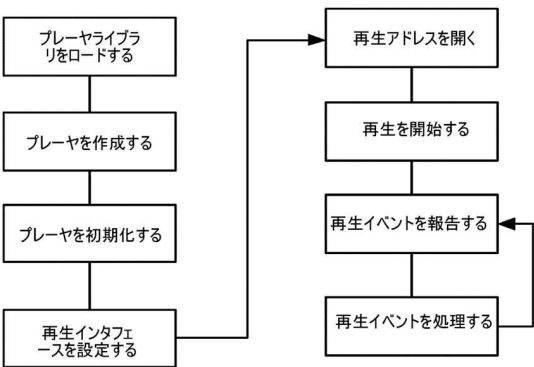 プレーヤライブラ
リをロードする
プレーヤを作成する
プレーヤを初期化する
再生インタフェ
ースを設定する
再生アドレスを開く
再生を開始する
再生イベントを報告する
再生イベントを処理する